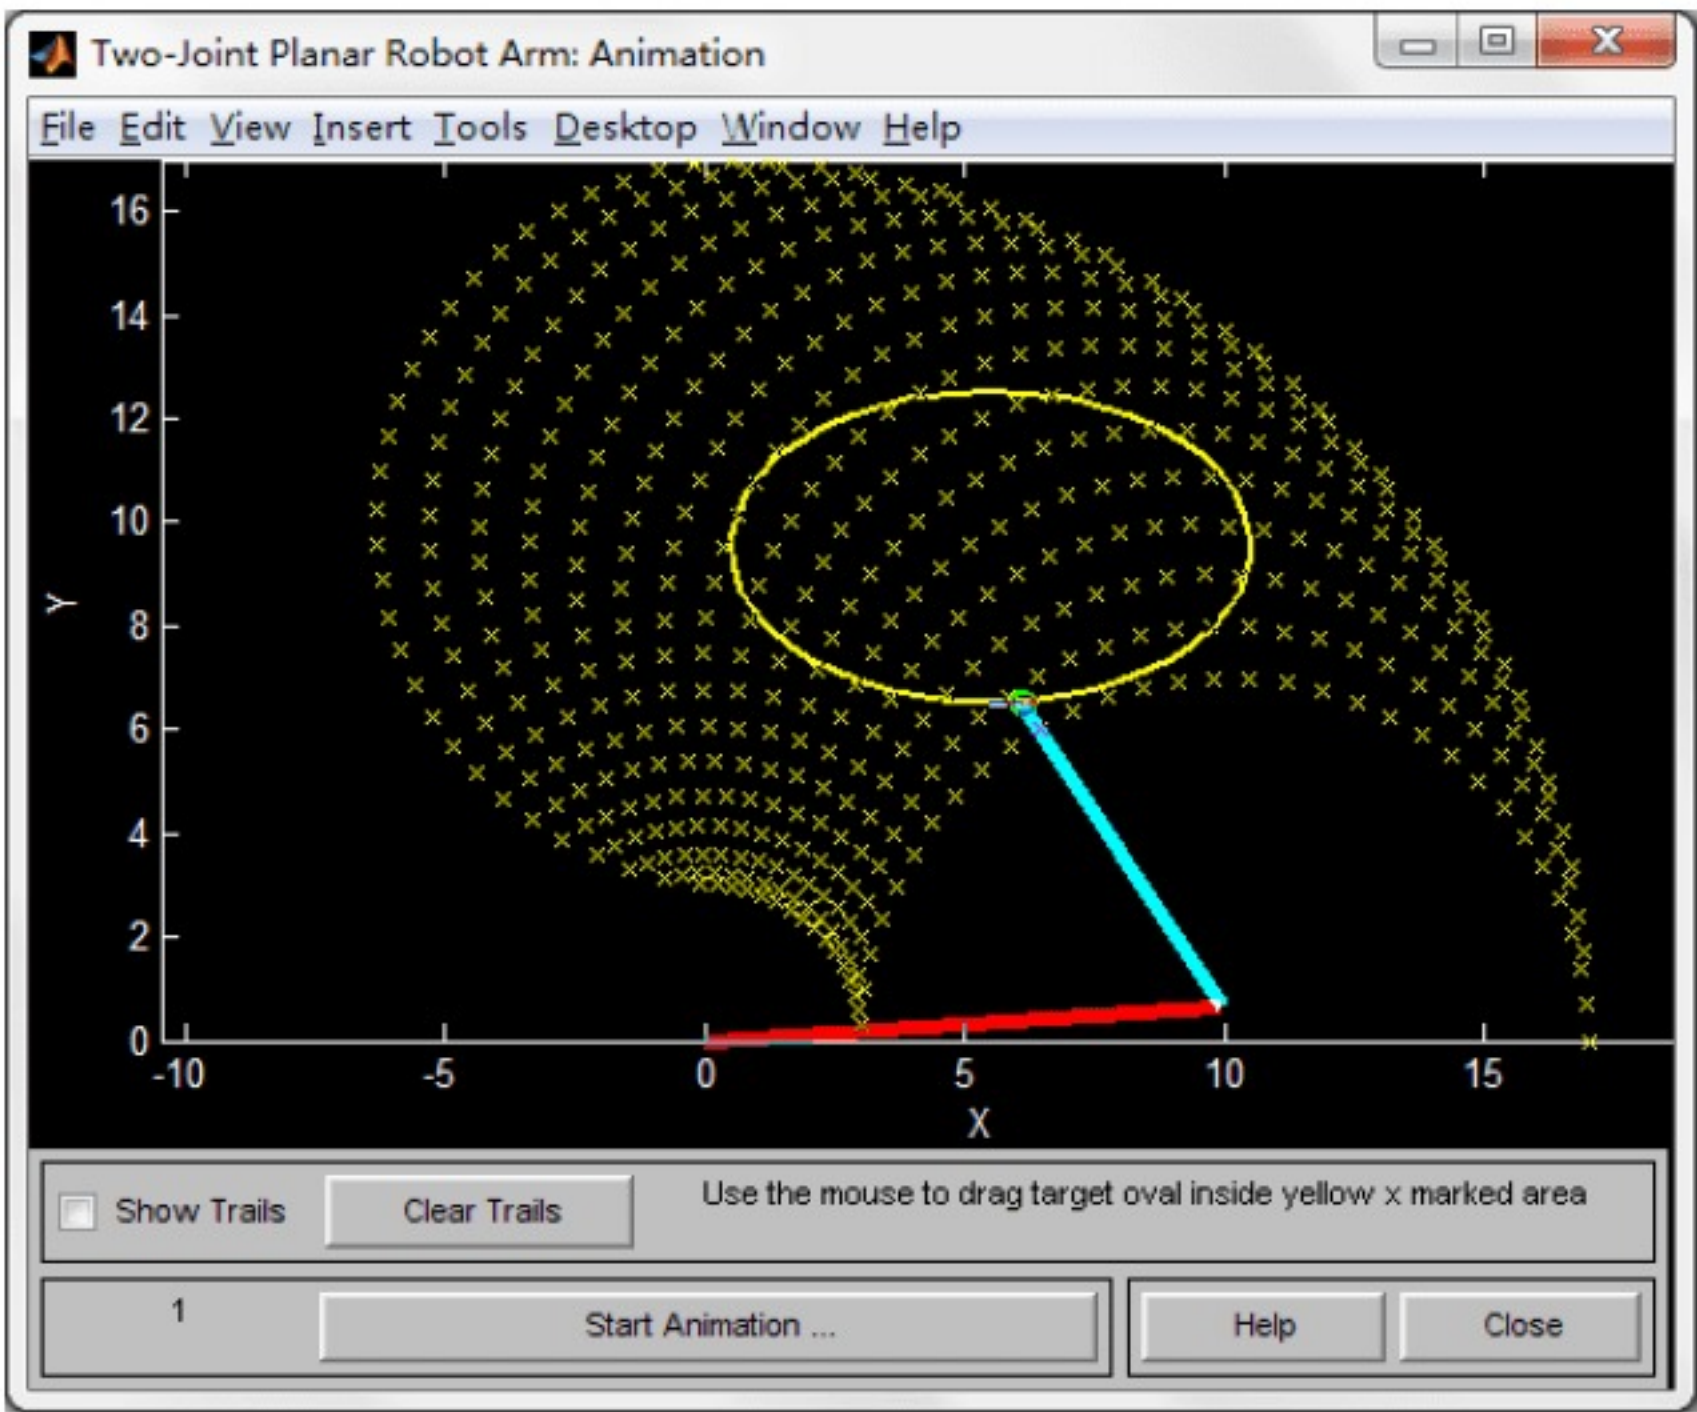 Two-Joint Planar Robot Arm: Animation
File Edit View Insert Tools Desktop Window Help
16
14
12
10
8
6
4
2
0
Y
-10 -5 0 5 10 15
X
Show Trails Clear Trails Use the mouse to drag target oval inside yellow x marked area
1 Start Animation ... Help Close